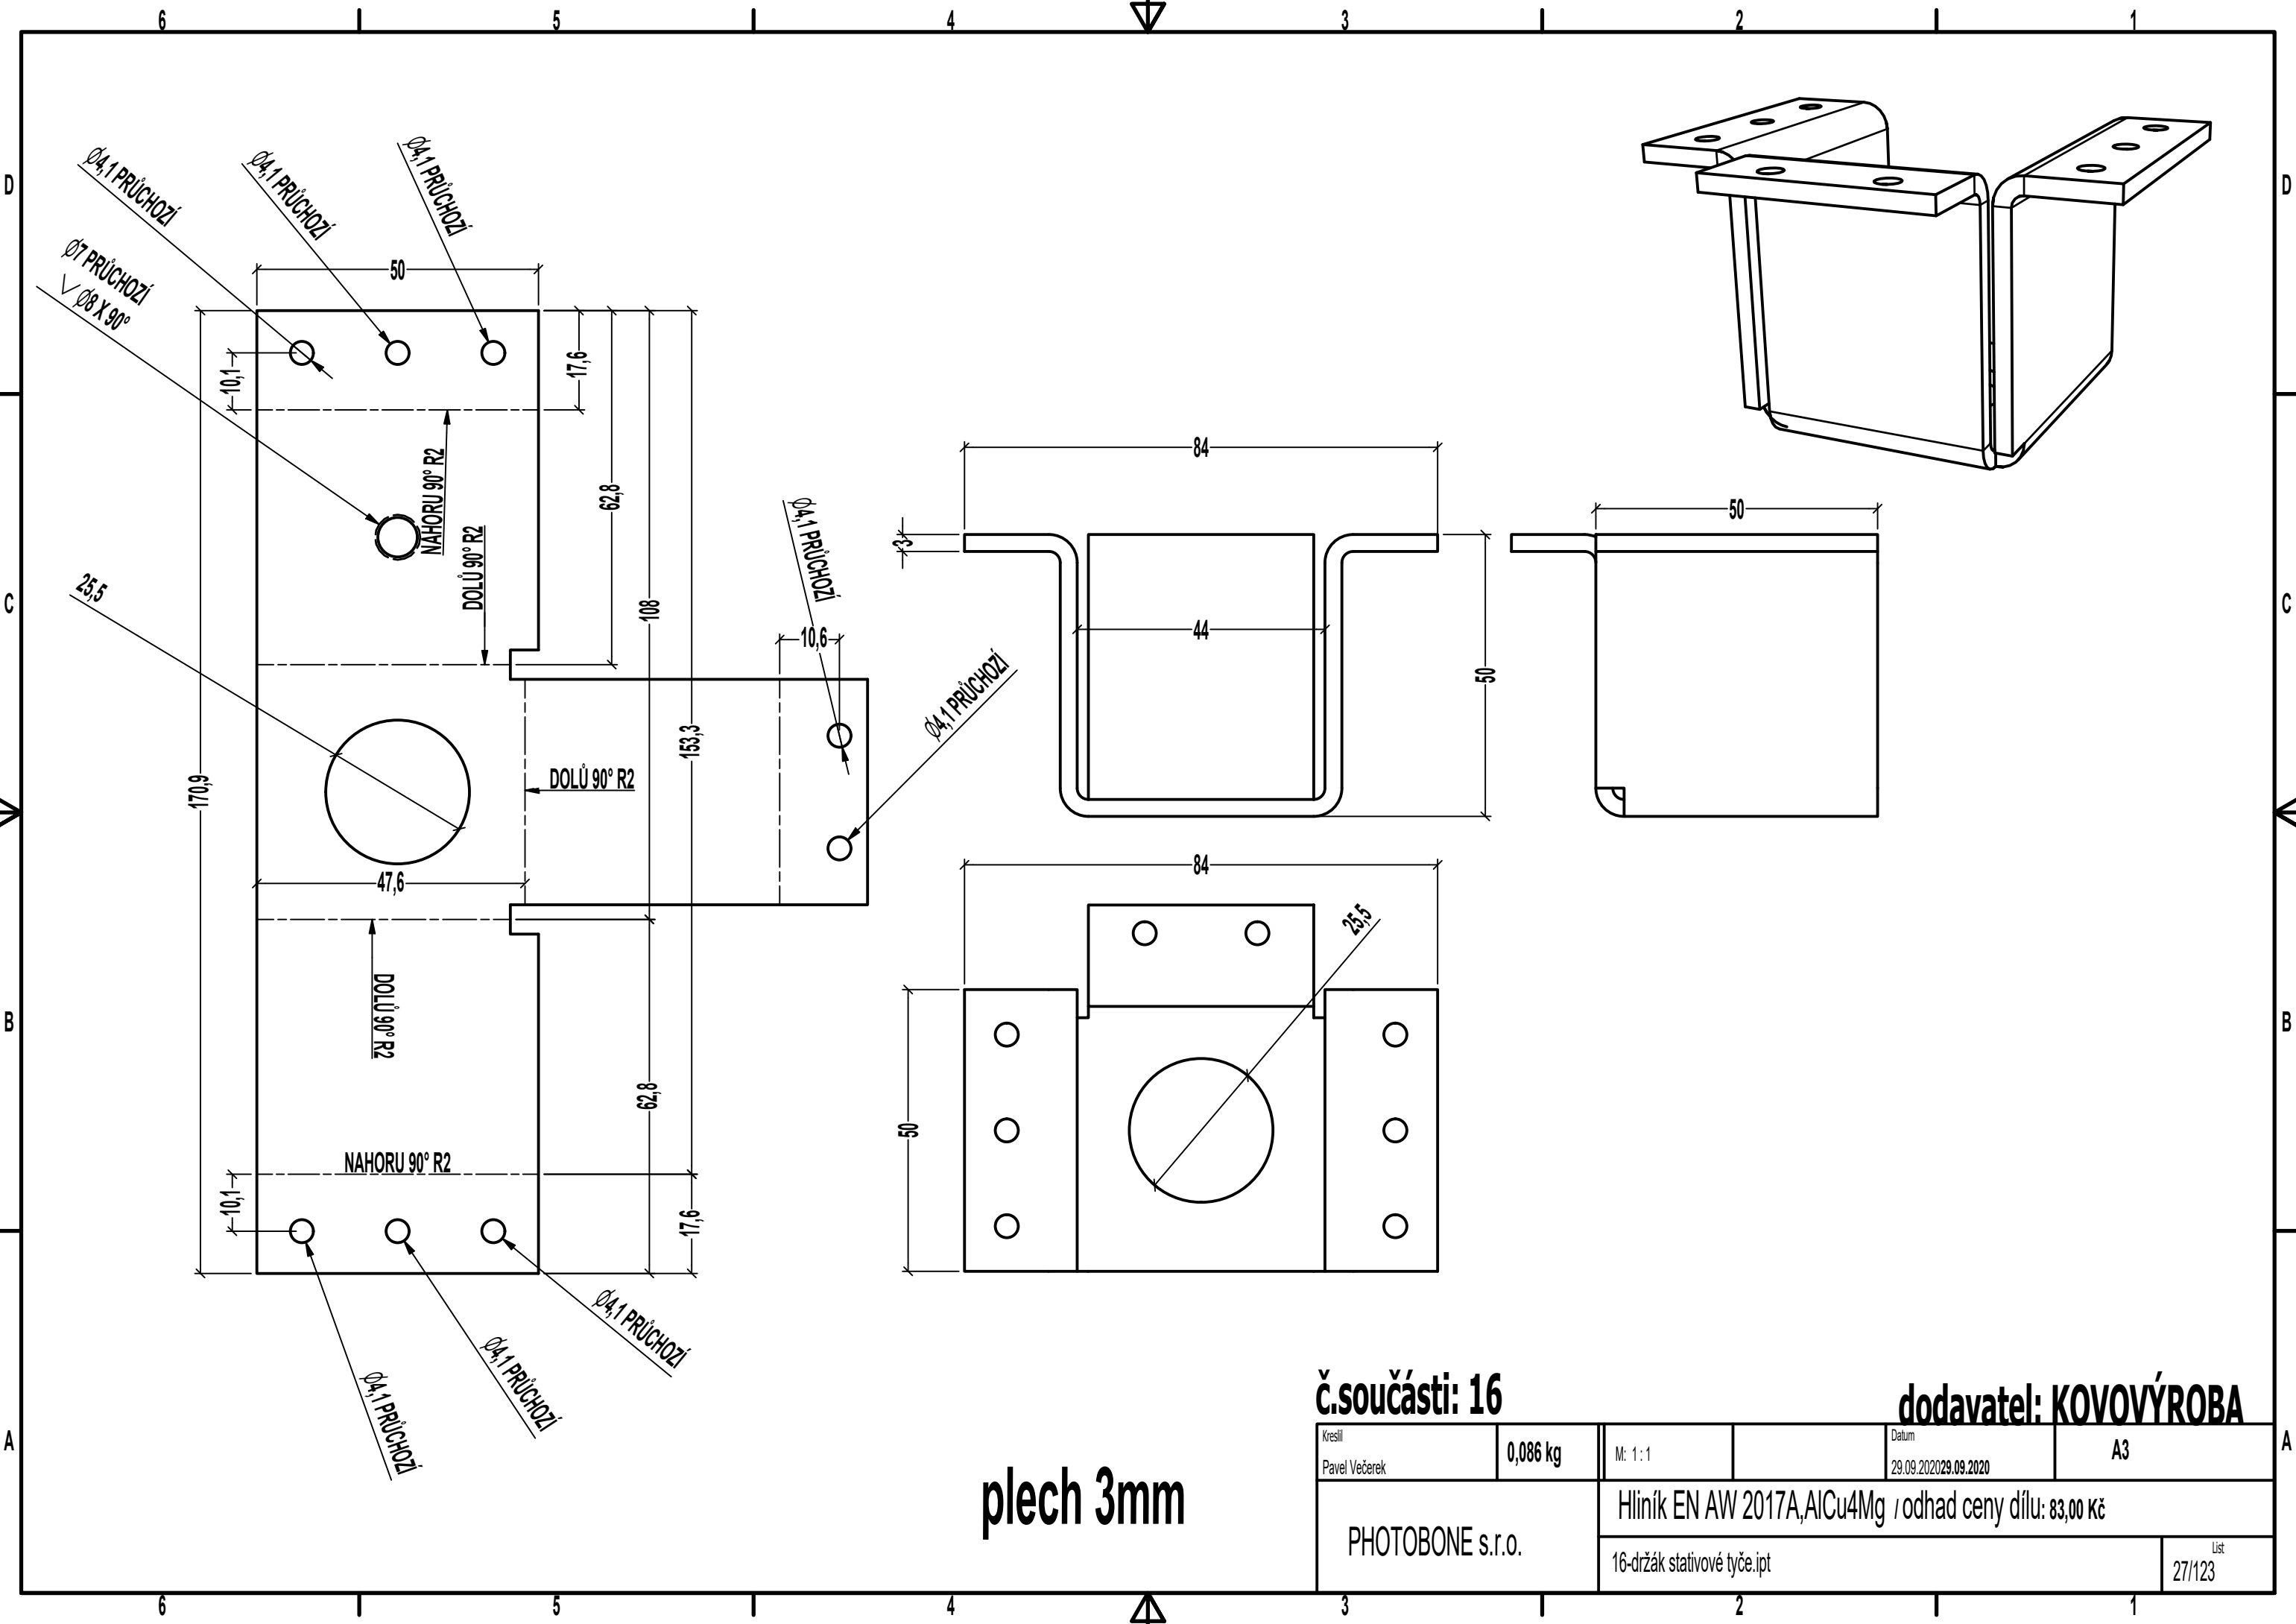 6 5 4 3 2 1
D D
C C
B B
A A
Ø4,1 PRŮCHOZÍ
Ø4,1 PRŮCHOZÍ
Ø4,1 PRŮCHOZÍ
Ø7 PRŮCHOZÍ
Ø8 X 90°
50
10,1
17,6
NAHORU 90° R2
DOLŮ 90° R2
62,8
25,5
108
153,3
170,9
Ø4,1 PRŮCHOZÍ
10,6
Ø4,1 PRŮCHOZÍ
DOLŮ 90° R2
47,6
DOLŮ 90° R2
62,8
NAHORU 90° R2
10,1
17,6
Ø4,1 PRŮCHOZÍ
Ø4,1 PRŮCHOZÍ
Ø4,1 PRŮCHOZÍ
84
3
44
50
50
84
25,5
50
plech 3mm
č.součásti: 16
dodavatel: KOVOVÝROBA
Kreslil
Pavel Večerek
0,086 kg
M: 1 : 1
Datum
29.09.202029.09.2020
A3
PHOTOBONE s.r.o.
Hliník EN AW 2017A,AlCu4Mg / odhad ceny dílu: 83,00 Kč
16-držák stativové tyče.ipt
List
27/123
6 5 4 3 2 1